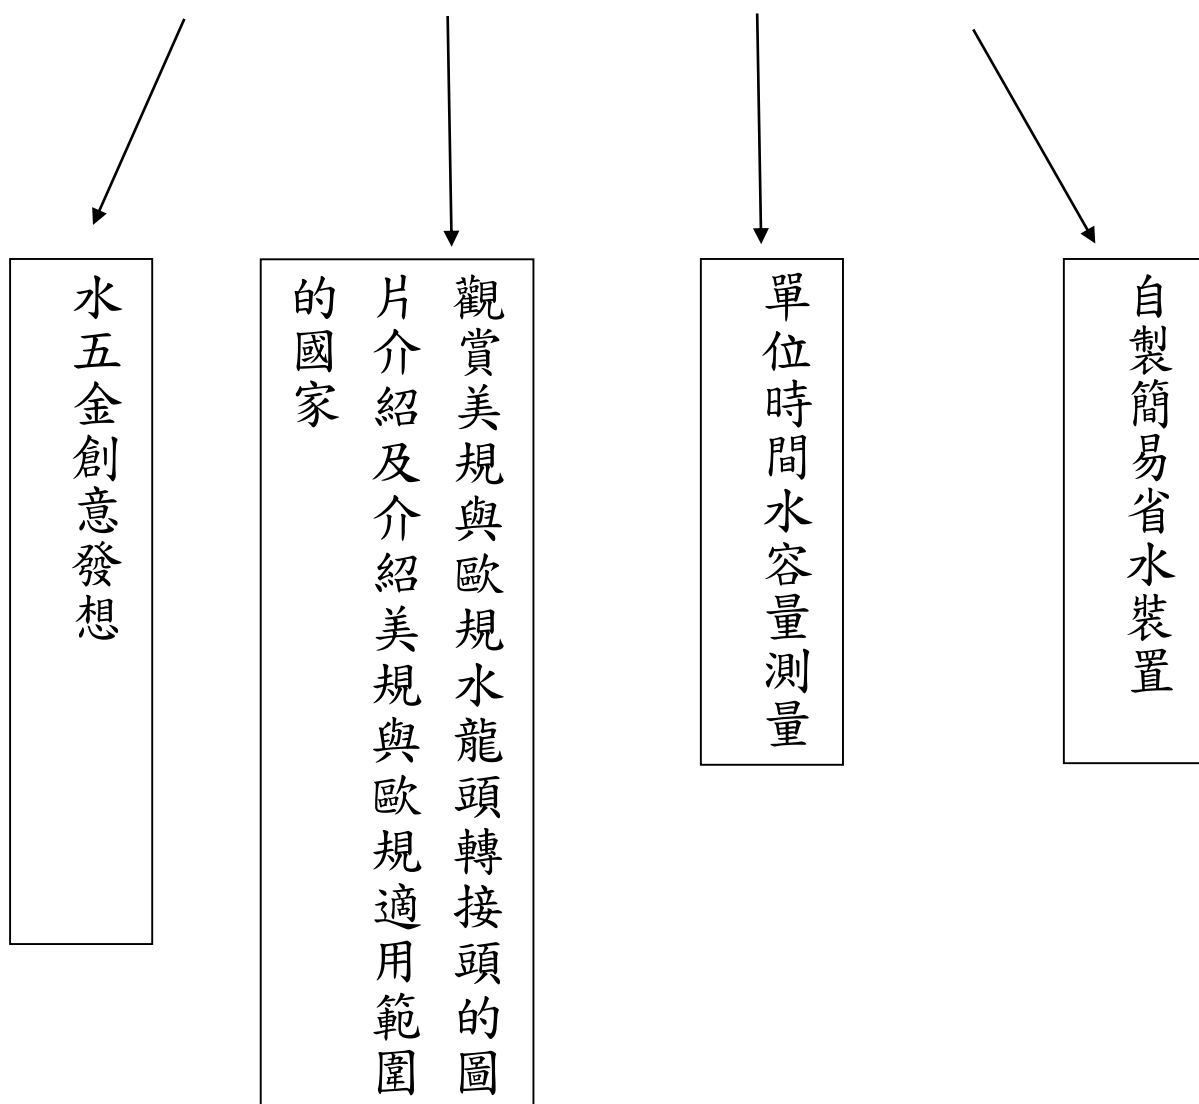 自製簡易省水裝置
單位時間水容量測量
觀賞美規與歐規水龍頭轉接頭的圖
片介紹及介紹美規與歐規適用範圍
的國家
水五金創意發想